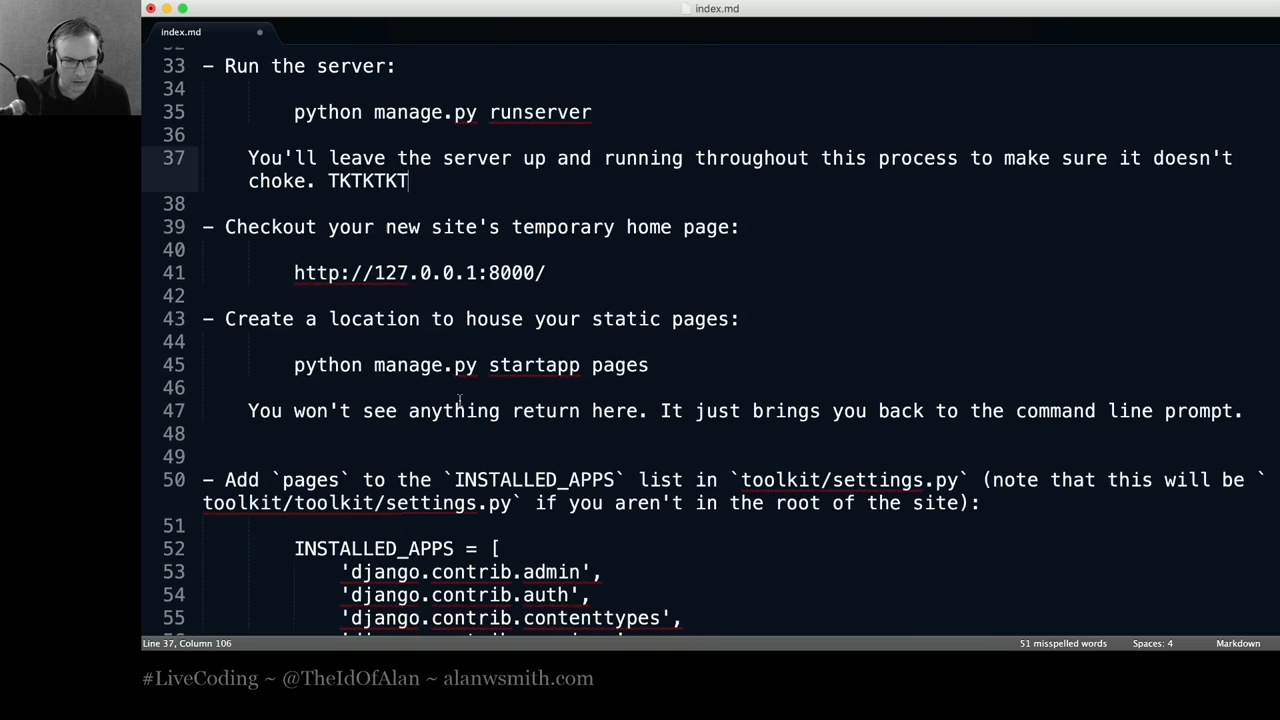 index.md
index.md
33 - Run the server:
34
35 python manage.py runserver
36
37 You'll leave the server up and running throughout this process to make sure it doesn't
choke. TKTKTKT
38
39 - Checkout your new site's temporary home page:
40
41 http://127.0.0.1:8000/
42
43 - Create a location to house your static pages:
44
45 python manage.py startapp pages
46
47 You won't see anything return here. It just brings you back to the command line prompt.
48
49
50 - Add `pages` to the `INSTALLED_APPS` list in `toolkit/settings.py` (note that this will be `
toolkit/toolkit/settings.py` if you aren't in the root of the site):
51
52 INSTALLED_APPS = [
53 'django.contrib.admin',
54 'django.contrib.auth',
55 'django.contrib.contenttypes',
Line 37, Column 106 51 misspelled words Spaces: 4 Markdown
#LiveCoding ~ @TheIdOfAlan ~ alanwsmith.com